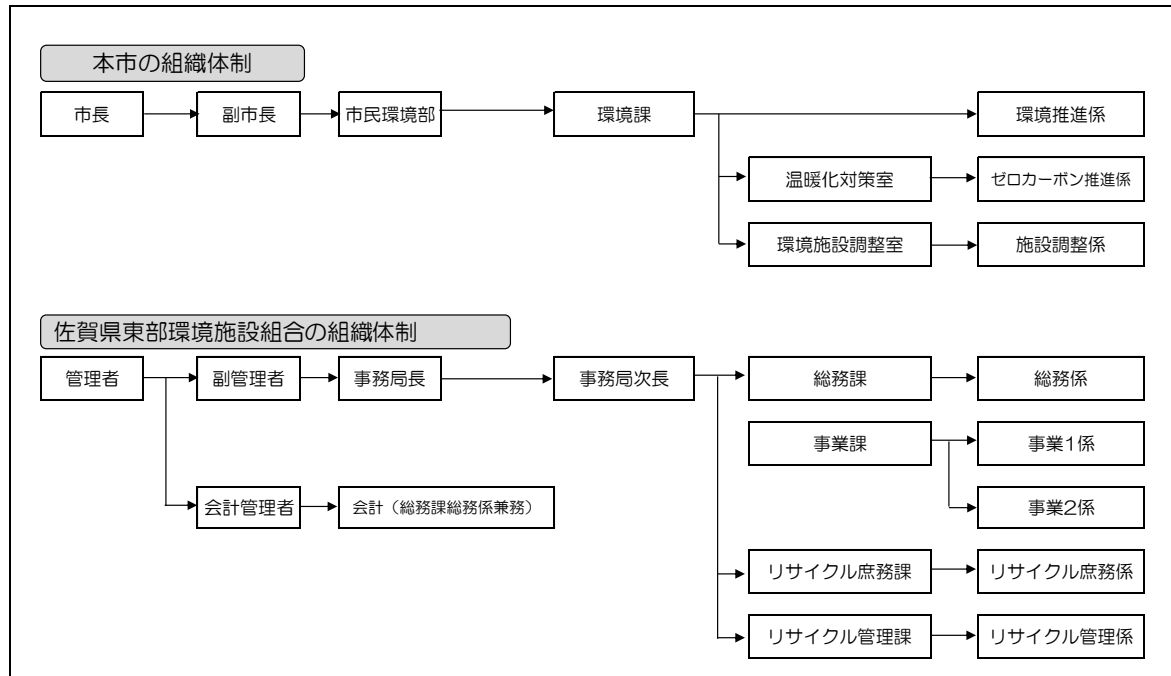 本市の組織体制
市長 副市長 市民環境部 環境課 環境推進係
温暖化対策室 ゼロカーボン推進係
環境施設調整室 施設調整係
佐賀県東部環境施設組合の組織体制
管理者 副管理者 事務局長 事務局次長 総務課 総務係
事業課 事業1係
会計管理者 会計（総務課総務係兼務） 事業2係
リサイクル庶務課 リサイクル庶務係
リサイクル管理課 リサイクル管理係